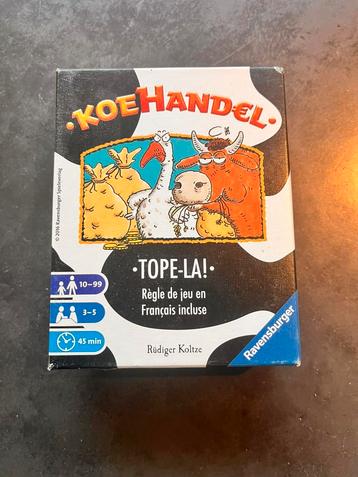 ·KOEHANDEL·
© 2016 Ravensburger Spieleverlag
·TOPE-LA!·
Règle de jeu en
Français incluse
10-99
3-5
45 min
Rüdiger Koltze
Ravensburger